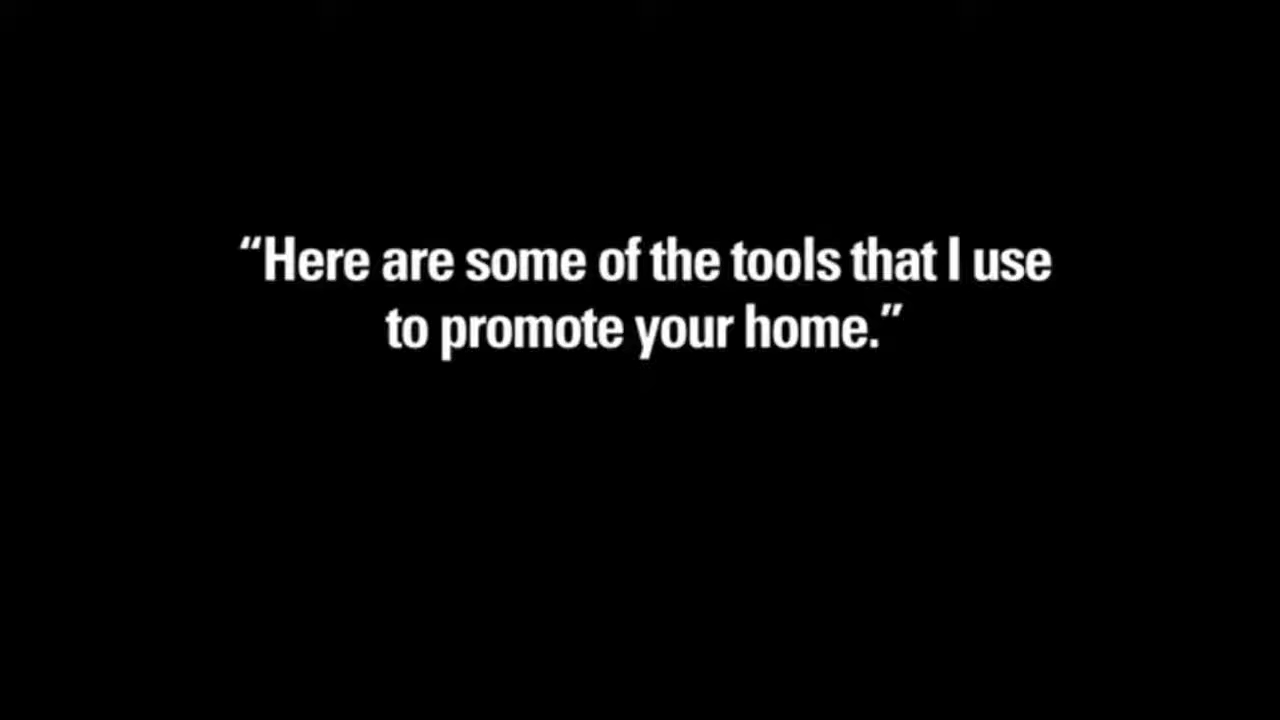 “Here are some of the tools that I use
to promote your home.”